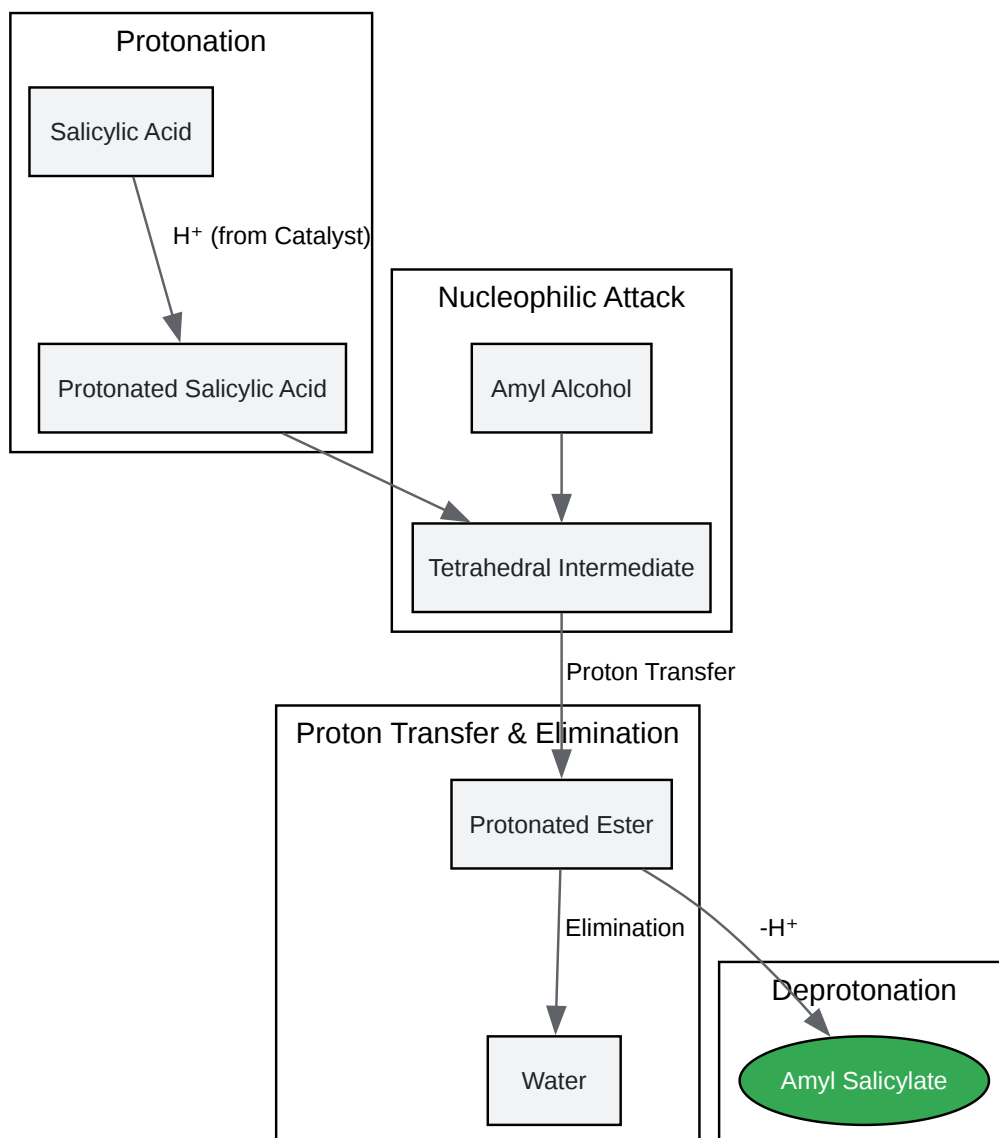 Protonation
Salicylic Acid
H⁺ (from Catalyst)
Protonated Salicylic Acid
Nucleophilic Attack
Amyl Alcohol
Tetrahedral Intermediate
Proton Transfer
Proton Transfer & Elimination
Protonated Ester
Elimination
-H⁺
Water
Deprotonation
Amyl Salicylate